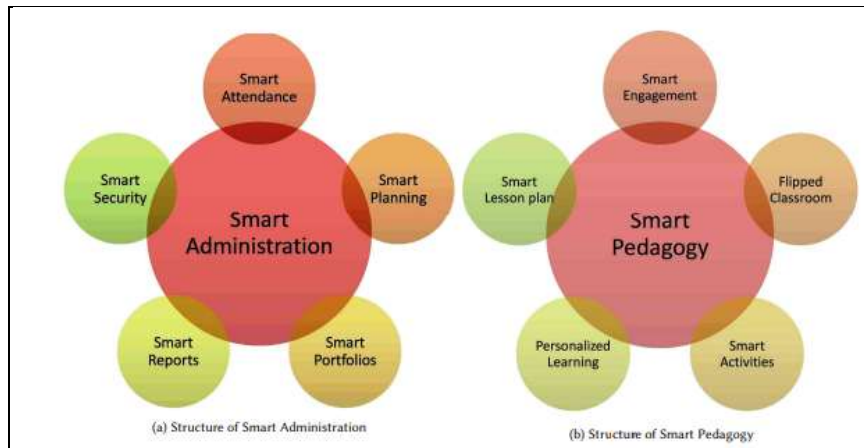 Smart
Attendance
Smart
Security
Smart
Planning
Smart
Administration
Smart
Reports
Smart
Portfolios
(a) Structure of Smart Administration
Smart
Engagement
Smart
Lesson plan
Flipped
Classroom
Smart
Pedagogy
Personalized
Learning
Smart
Activities
(b) Structure of Smart Pedagogy